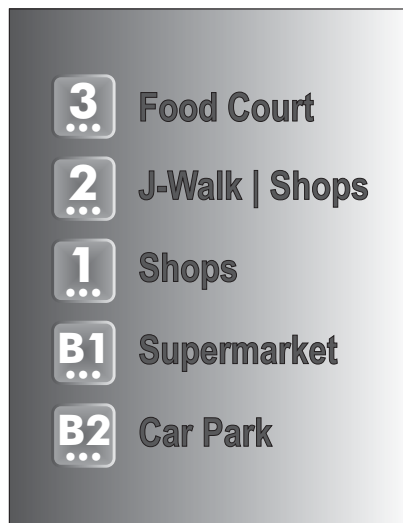 3 Food Court
2 J-Walk | Shops
1 Shops
B1 Supermarket
B2 Car Park